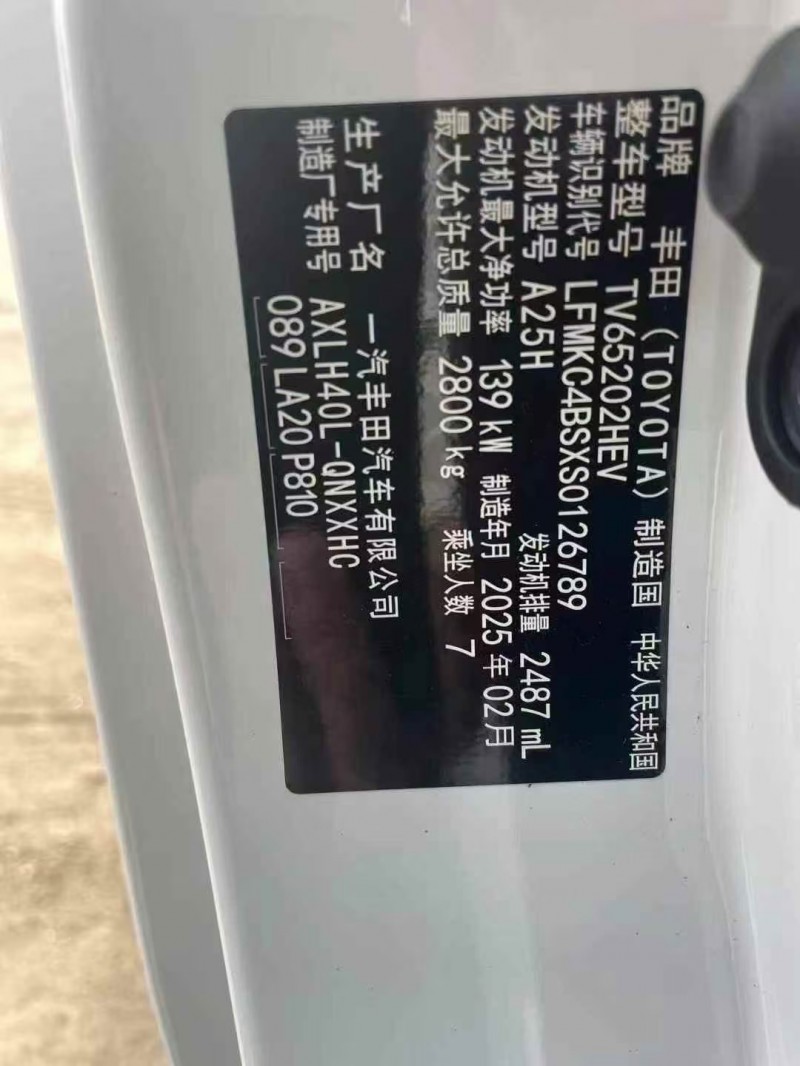 品牌 丰田（TOYOTA） 制造国 中华人民共和国
整车型号 TV65202HEV
车辆识别代号 LFMKC4BSXS0126789
发动机型号 A25H 发动机排量 2487 mL
发动机最大净功率 139 kW 制造年月 2025 年 02 月
最大允许总质量 2800 kg 乘坐人数 7
生产厂名 一汽丰田汽车有限公司
制造厂专用号 AXLH40L-QNXXHC
089 LA20 P810